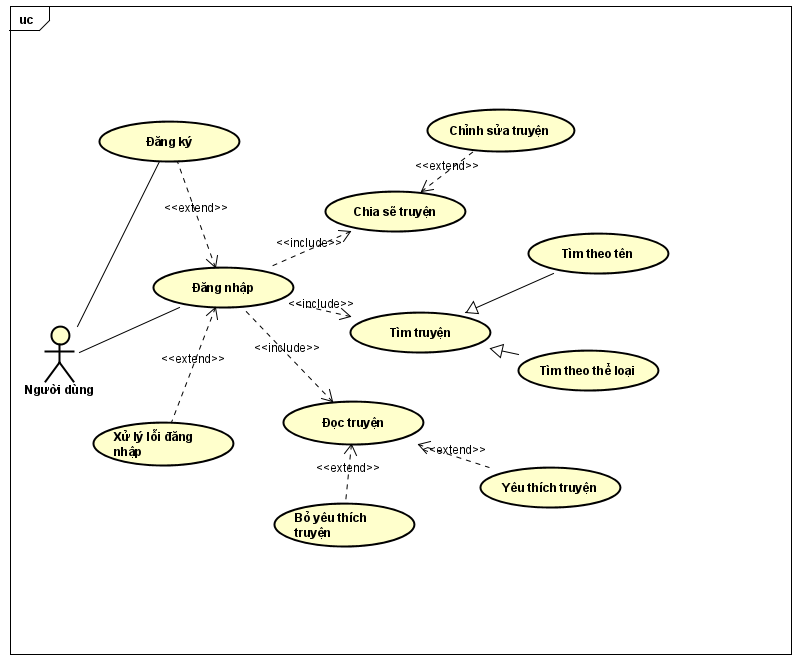 uc
Đăng ký
Chỉnh sửa truyện
<<extend>>
<<extend>>
Chia sẽ truyện
<<include>>
Tìm theo tên
Đăng nhập
<<include>>
Tìm truyện
<<include>>
<<extend>>
Tìm theo thể loại
Người dùng
Đọc truyện
Xử lý lỗi đăng
nhập
<<extend>>
<<extend>>
Yêu thích truyện
Bỏ yêu thích
truyện